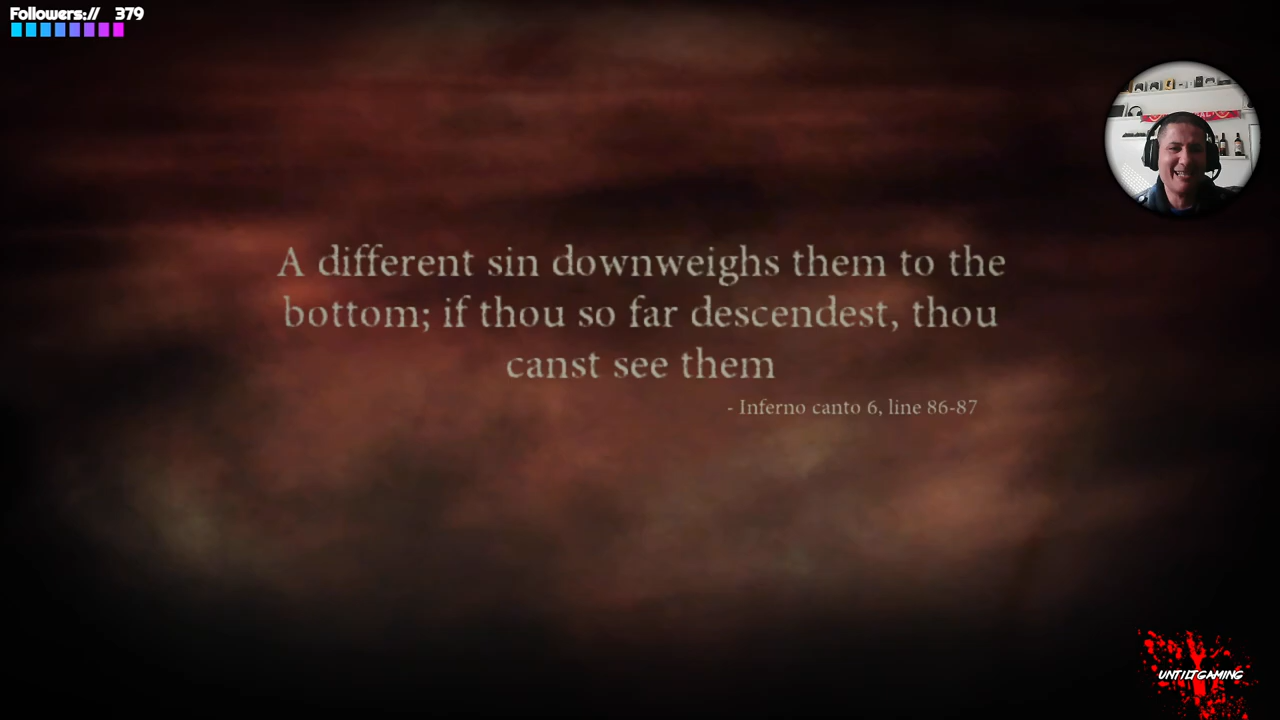 Followers:// 379
A different sin downweighs them to the
bottom; if thou so far descendest, thou
canst see them
- Inferno canto 6, line 86-87
UNTILTGAMING